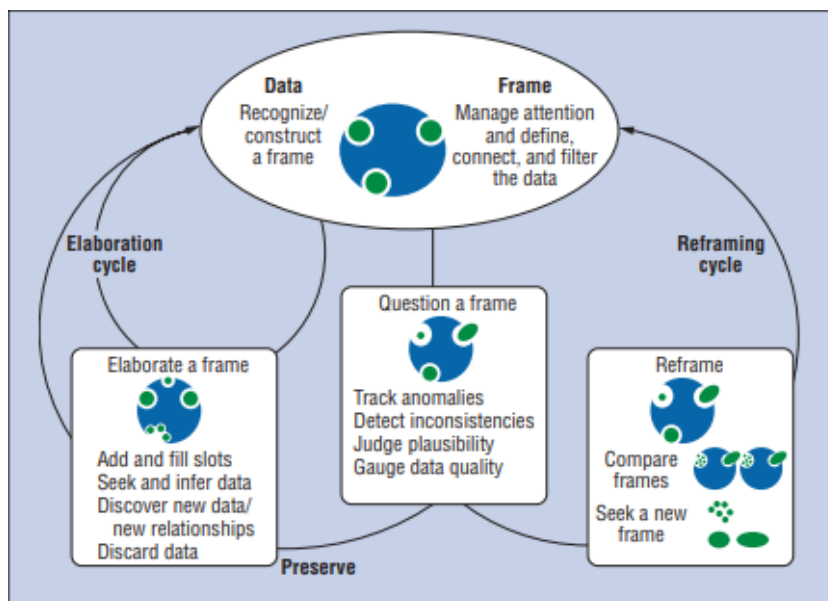 Data
Recognize/
construct
a frame
Frame
Manage attention
and define,
connect, and filter
the data
Elaboration
cycle
Reframing
cycle
Question a frame
Track anomalies
Detect inconsistencies
Judge plausibility
Gauge data quality
Elaborate a frame
Add and fill slots
Seek and infer data
Discover new data/
new relationships
Discard data
Reframe
Compare
frames
Seek a new
frame
Preserve